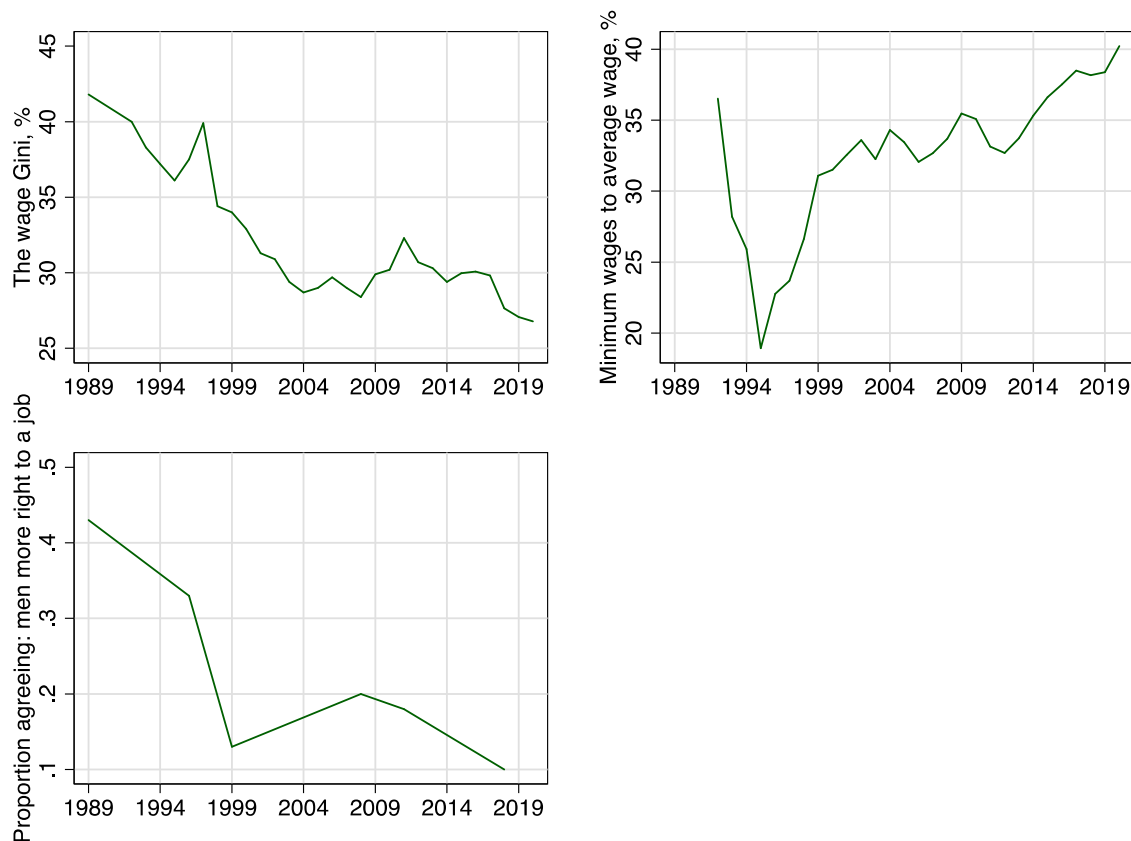 The wage Gini, %
45
40
35
30
25
1989 1994 1999 2004 2009 2014 2019
Minimum wages to average wage, %
40
35
30
25
20
1989 1994 1999 2004 2009 2014 2019
Proportion agreeing: men more right to a job
.5
.4
.3
.2
.1
1989 1994 1999 2004 2009 2014 2019